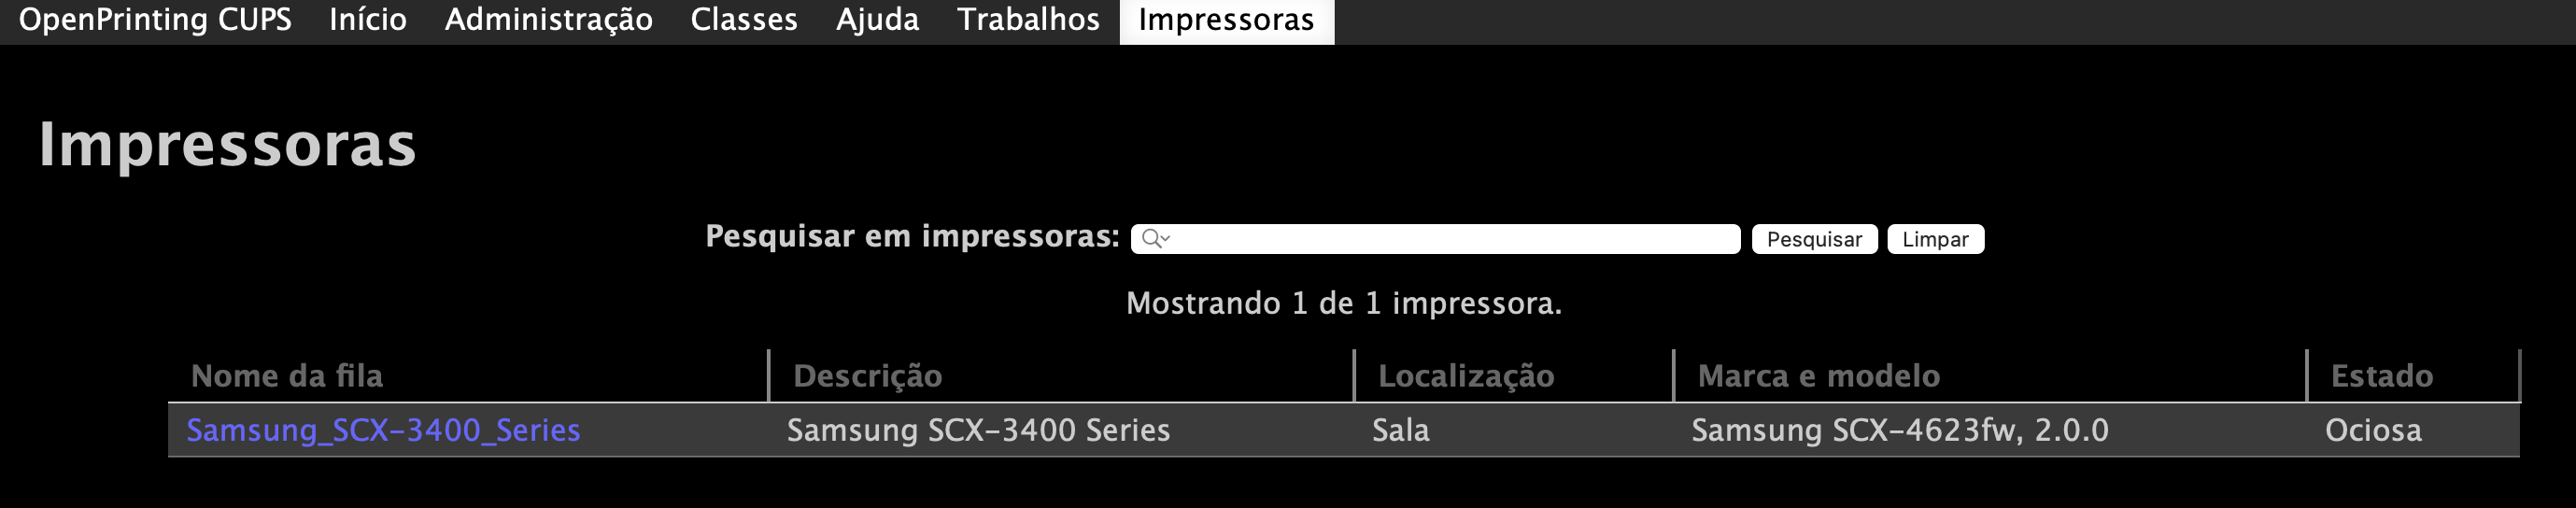 OpenPrinting CUPS Início Administração Classes Ajuda Trabalhos Impressoras
Impressoras
Pesquisar em impressoras: Pesquisar Limpar
Mostrando 1 de 1 impressora.
Nome da fila Descrição Localização Marca e modelo Estado
Samsung_SCX-3400_Series Samsung SCX-3400 Series Sala Samsung SCX-4623fw, 2.0.0 Ociosa